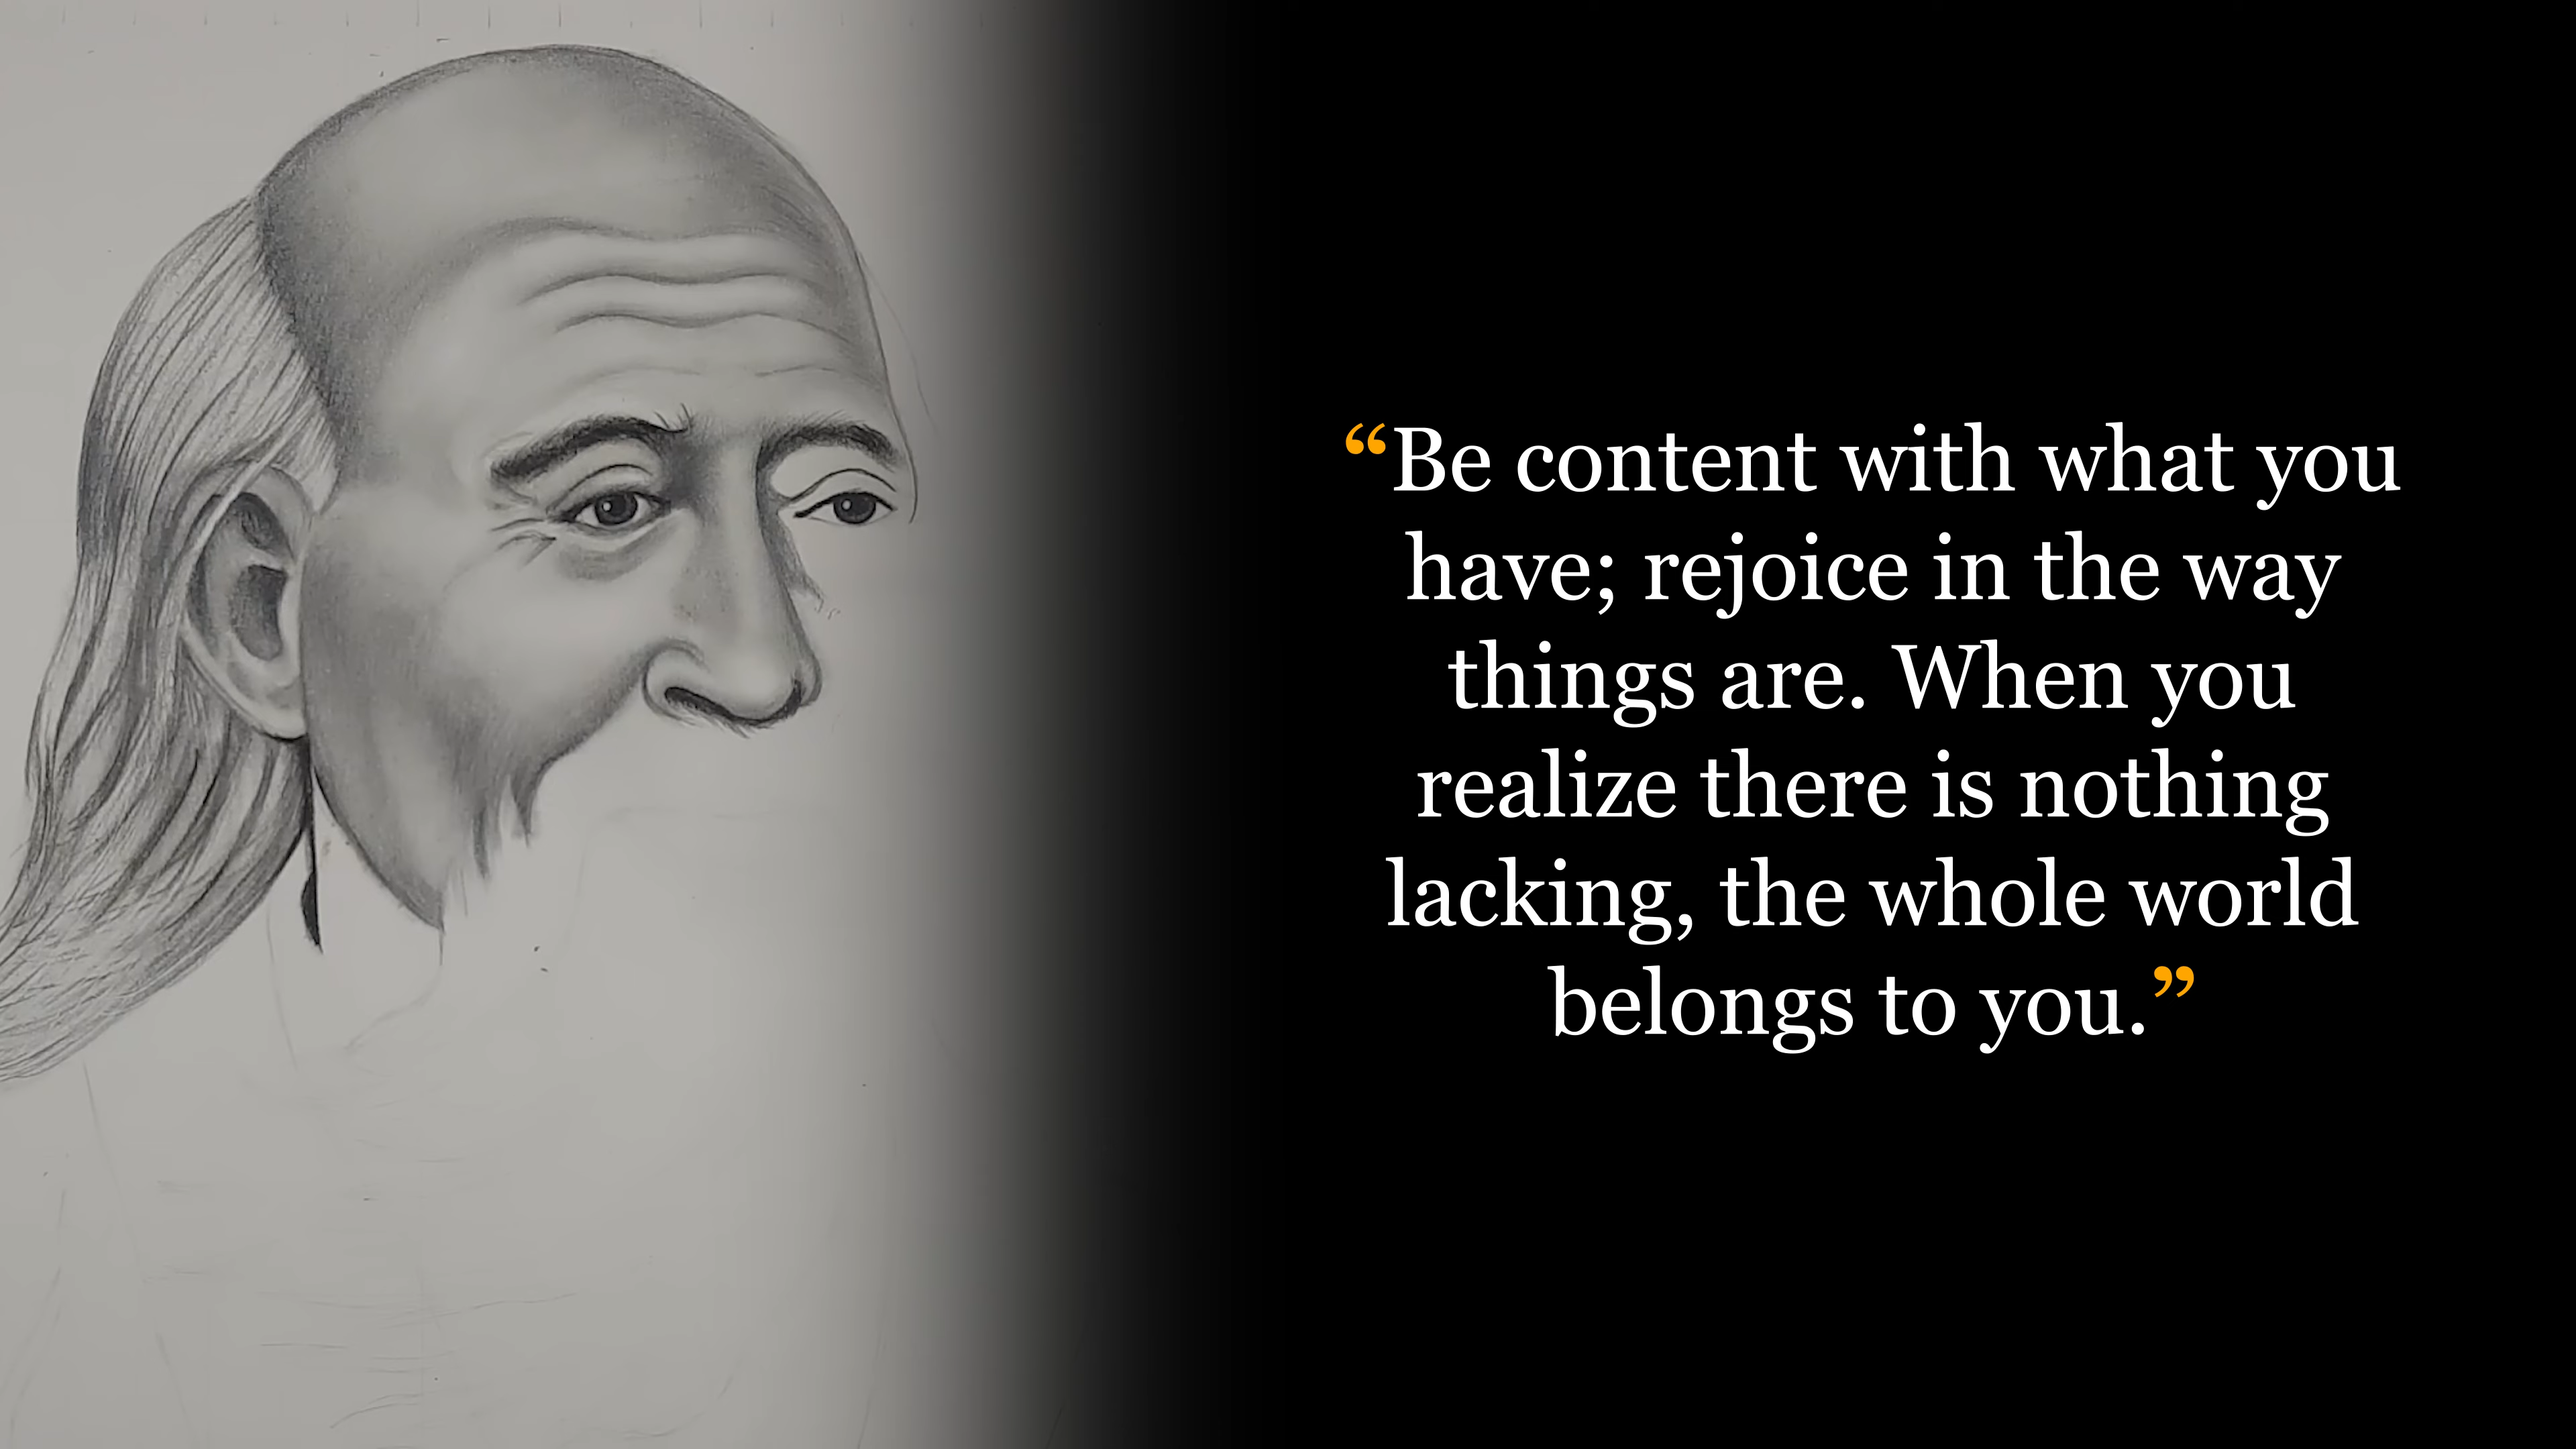 “Be content with what you
have; rejoice in the way
things are. When you
realize there is nothing
lacking, the whole world
belongs to you.”